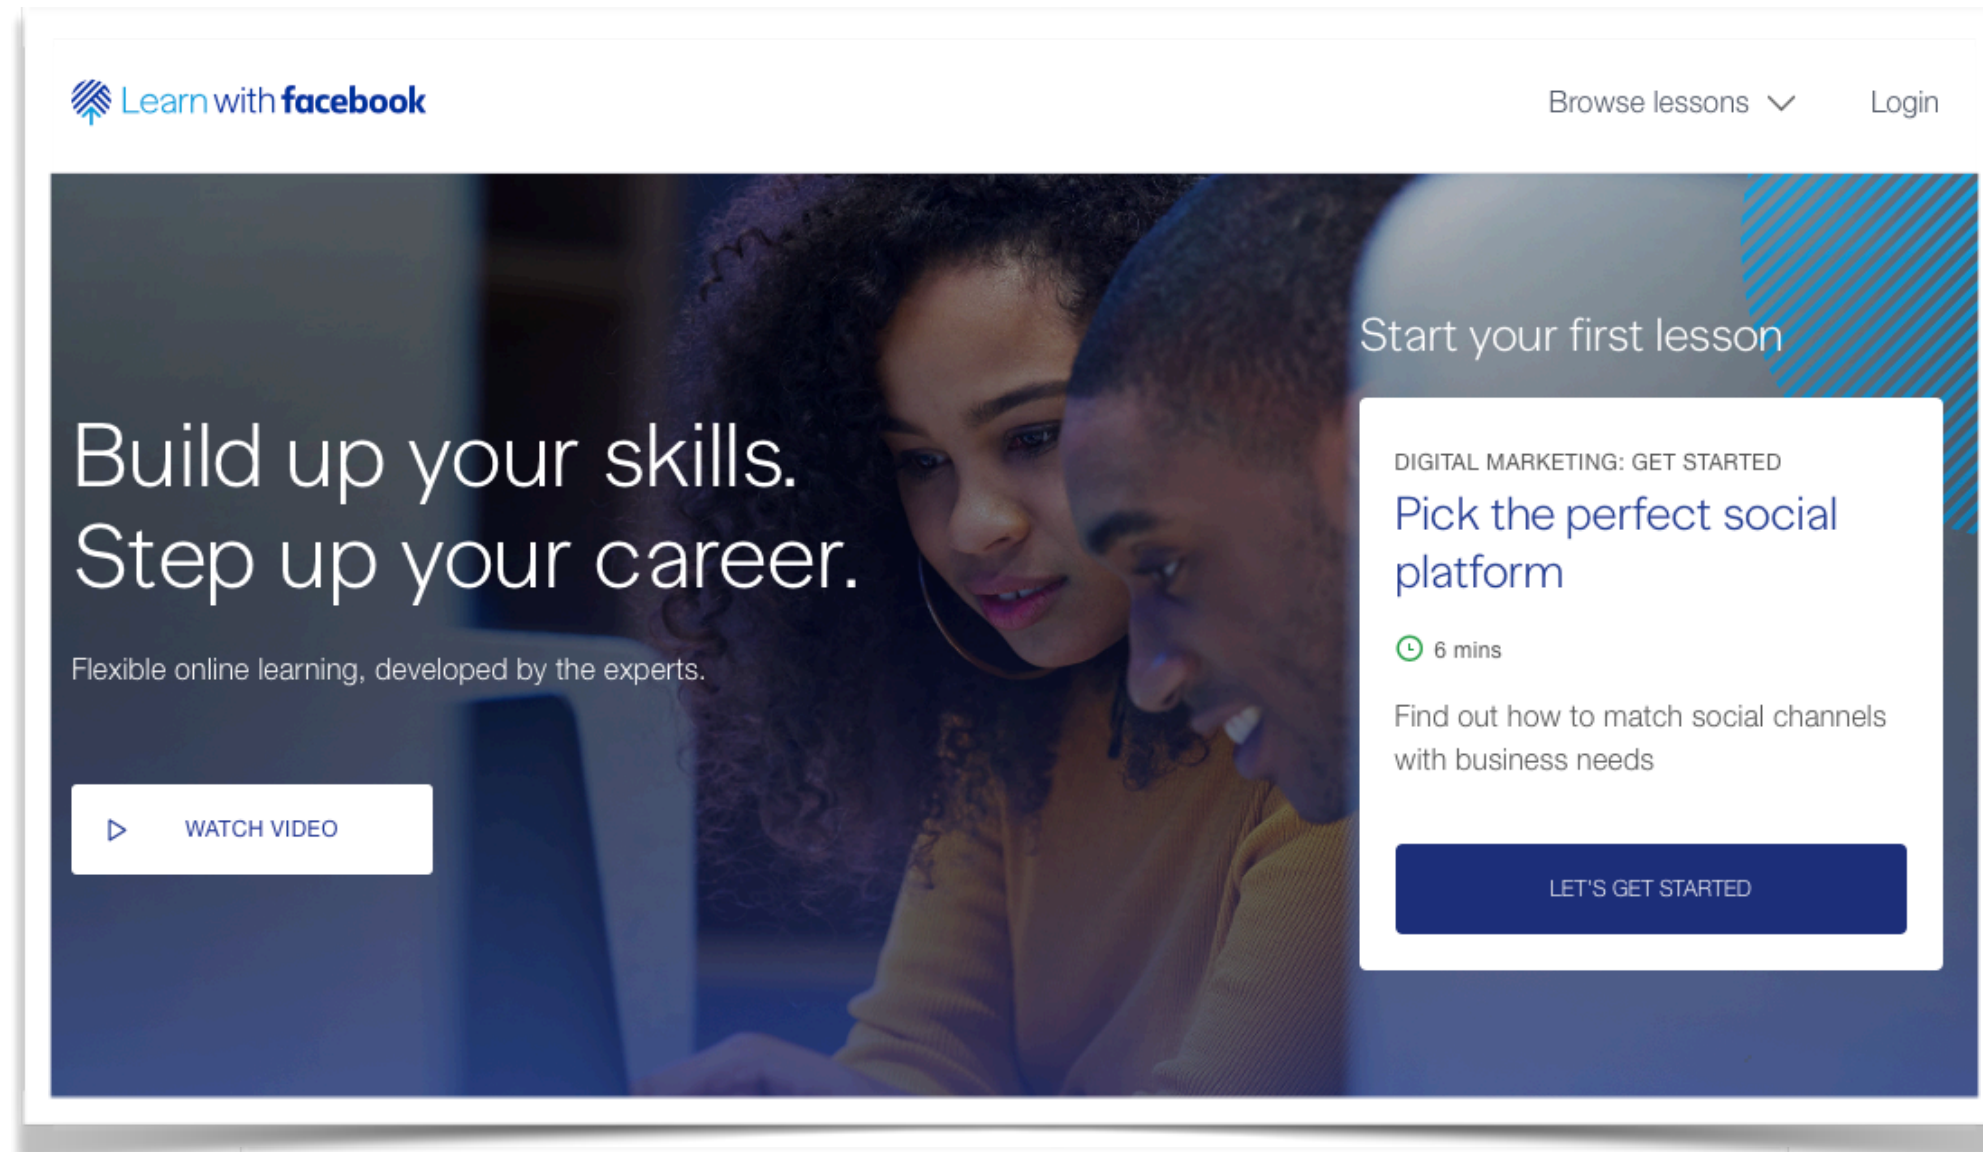 Learn with facebook
Browse lessons
Login
Build up your skills.
Step up your career.
Flexible online learning, developed by the experts.
WATCH VIDEO
Start your first lesson
DIGITAL MARKETING: GET STARTED
Pick the perfect social
platform
6 mins
Find out how to match social channels
with business needs
LET'S GET STARTED